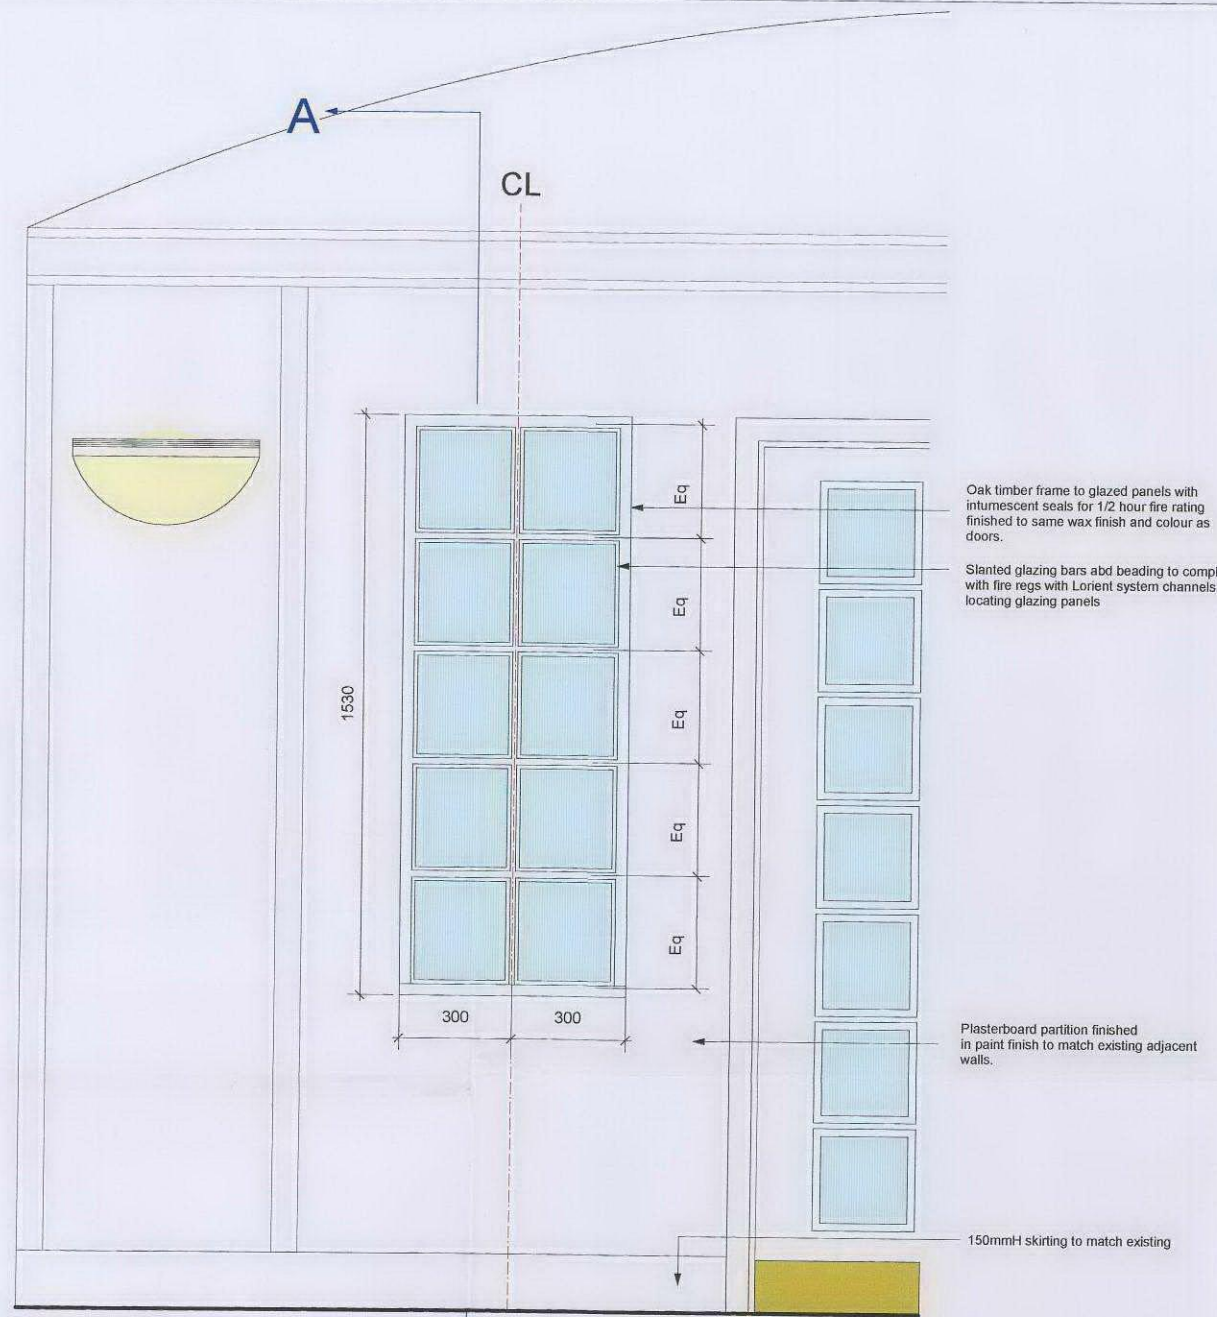 A
CL
Eq
Eq
Eq
Eq
Eq
1530
300
300
Oak timber frame to glazed panels with
intumescent seals for 1/2 hour fire rating
finished to same wax finish and colour as
doors.
Slanted glazing bars abd beading to compl
with fire regs with Lorient system channels
locating glazing panels
Plasterboard partition finished
in paint finish to match existing adjacent
walls.
150mmH skirting to match existing